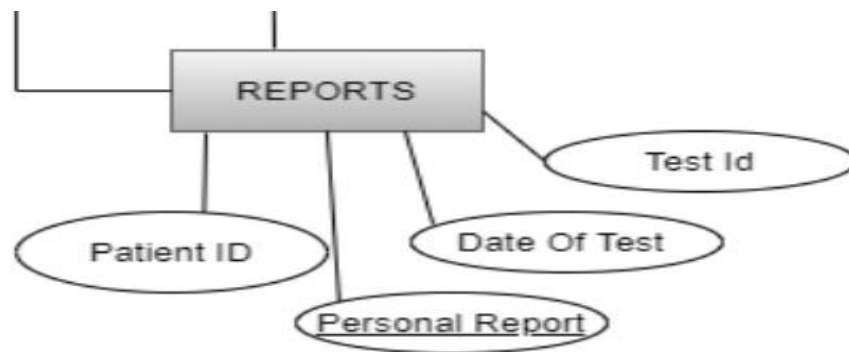 REPORTS
Test Id
Patient ID
Date Of Test
Personal Report